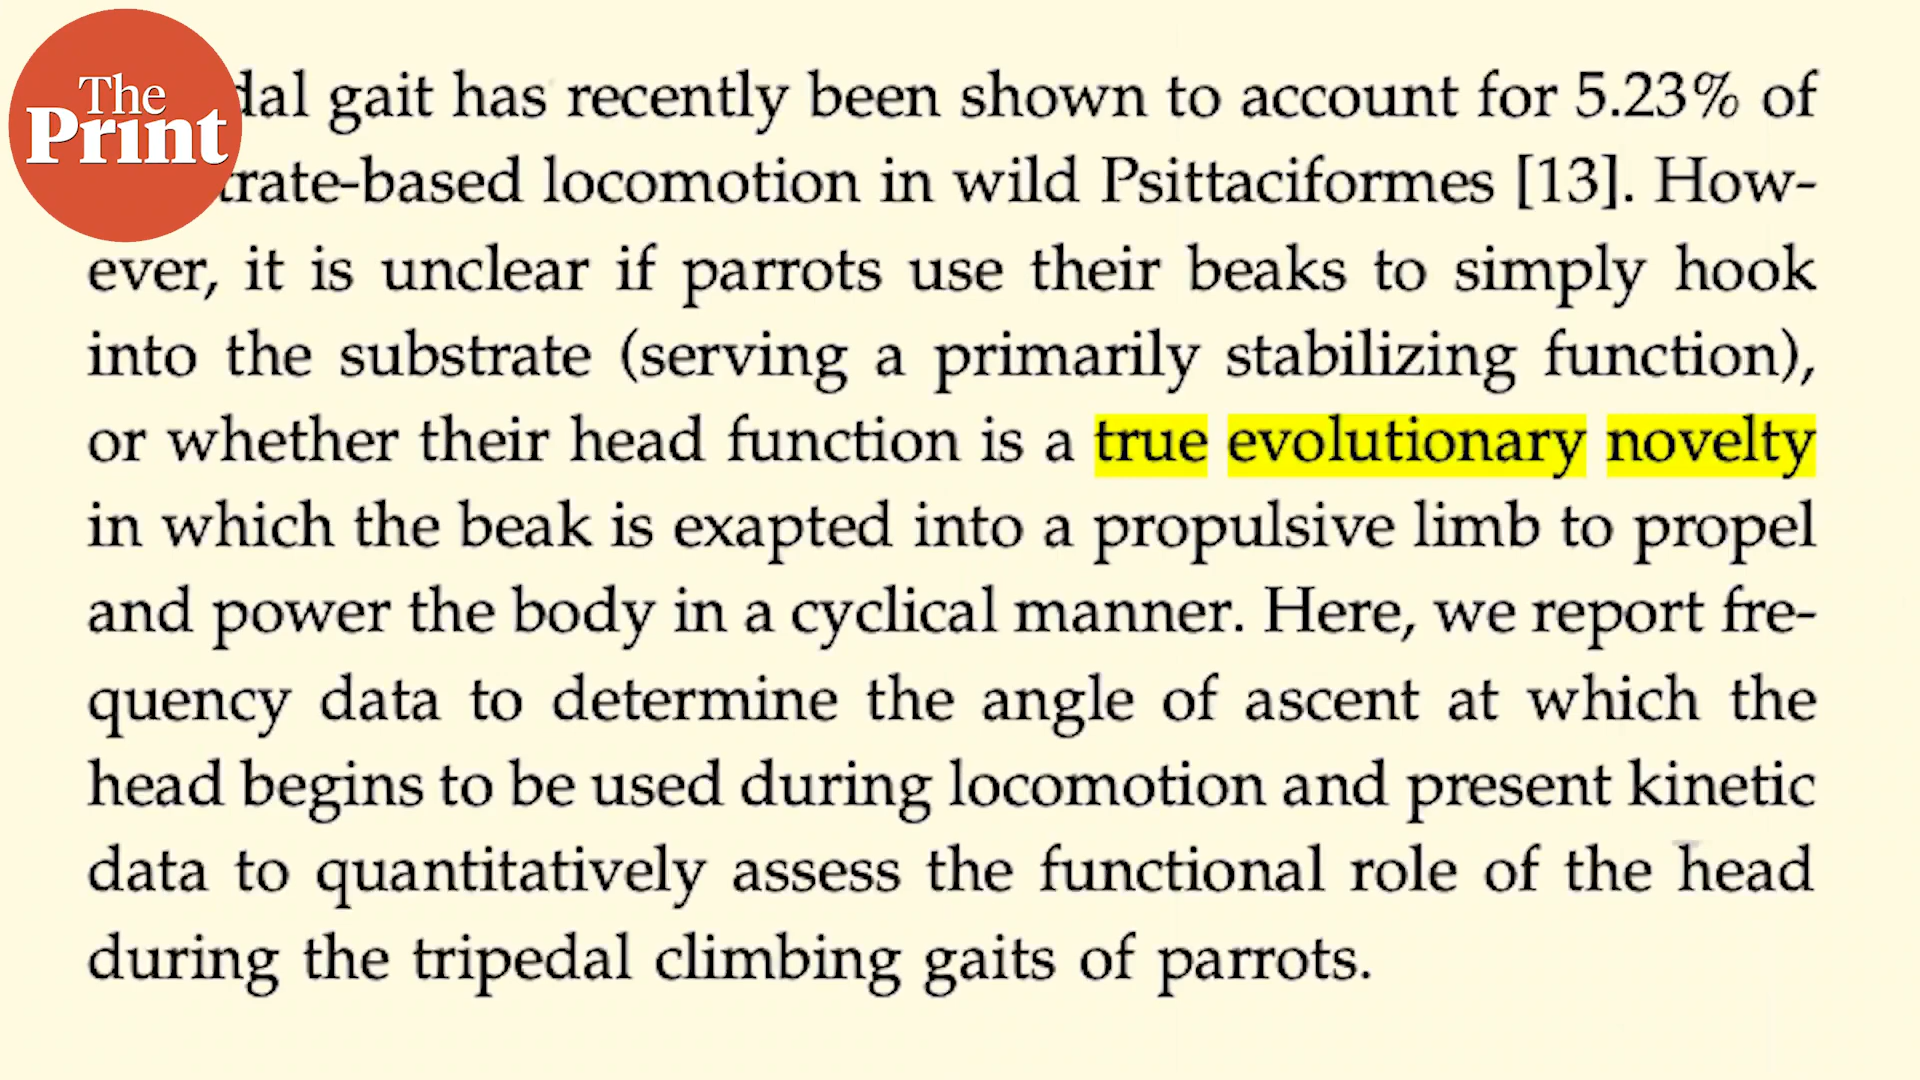 The
Print
dal gait has recently been shown to account for 5.23% of
trate-based locomotion in wild Psittaciformes [13]. How-
ever, it is unclear if parrots use their beaks to simply hook
into the substrate (serving a primarily stabilizing function),
or whether their head function is a true evolutionary novelty
in which the beak is exapted into a propulsive limb to propel
and power the body in a cyclical manner. Here, we report fre-
quency data to determine the angle of ascent at which the
head begins to be used during locomotion and present kinetic
data to quantitatively assess the functional role of the head
during the tripedal climbing gaits of parrots.